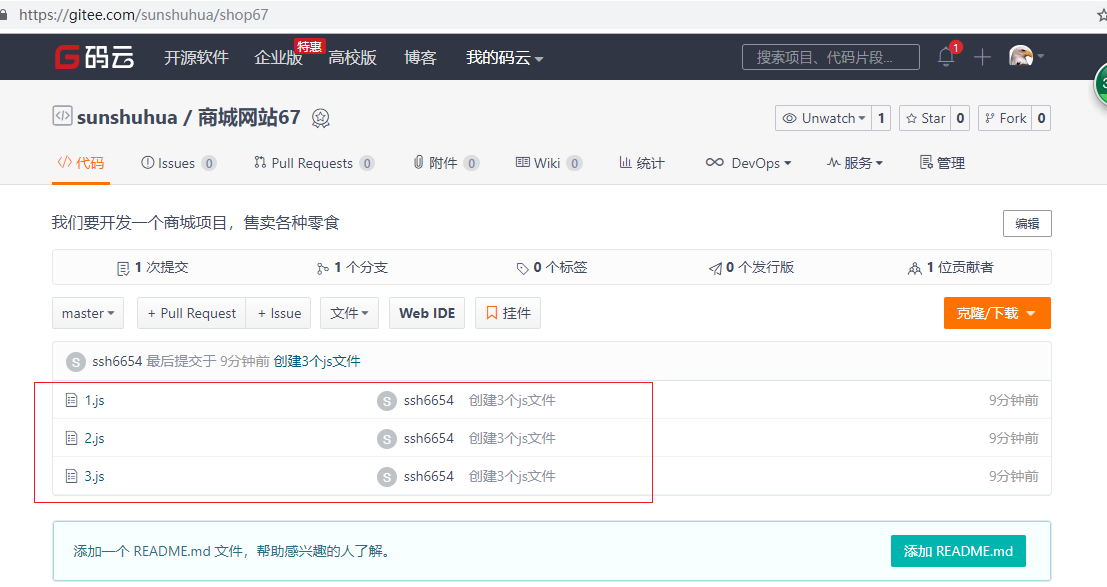 https://gitee.com/sunshuhua/shop67
G码云 开源软件 企业版 特惠 高校版 博客 我的码云 搜索项目、代码片段... 1
sunshuhua / 商城网站67 Unwatch 1 Star 0 Fork 0
代码 Issues 0 Pull Requests 0 附件 0 Wiki 0 统计 DevOps 服务 管理
我们要开发一个商城项目，售卖各种零食 编辑
1 次提交 1 个分支 0 个标签 0 个发行版 1 位贡献者
master + Pull Request + Issue 文件 Web IDE 挂件 克隆/下载
S ssh6654 最后提交于 9分钟前 创建3个js文件
1.js S ssh6654 创建3个js文件 9分钟前
2.js S ssh6654 创建3个js文件 9分钟前
3.js S ssh6654 创建3个js文件 9分钟前
添加一个 README.md 文件，帮助感兴趣的人了解。 添加 README.md